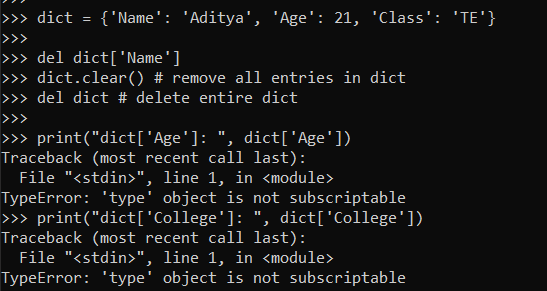 >>> dict = {'Name': 'Aditya', 'Age': 21, 'Class': 'TE'}
>>>
>>> del dict['Name']
>>> dict.clear() # remove all entries in dict
>>> del dict # delete entire dict
>>>
>>> print("dict['Age']: ", dict['Age'])
Traceback (most recent call last):
  File "<stdin>", line 1, in <module>
TypeError: 'type' object is not subscriptable
>>> print("dict['College']: ", dict['College'])
Traceback (most recent call last):
  File "<stdin>", line 1, in <module>
TypeError: 'type' object is not subscriptable